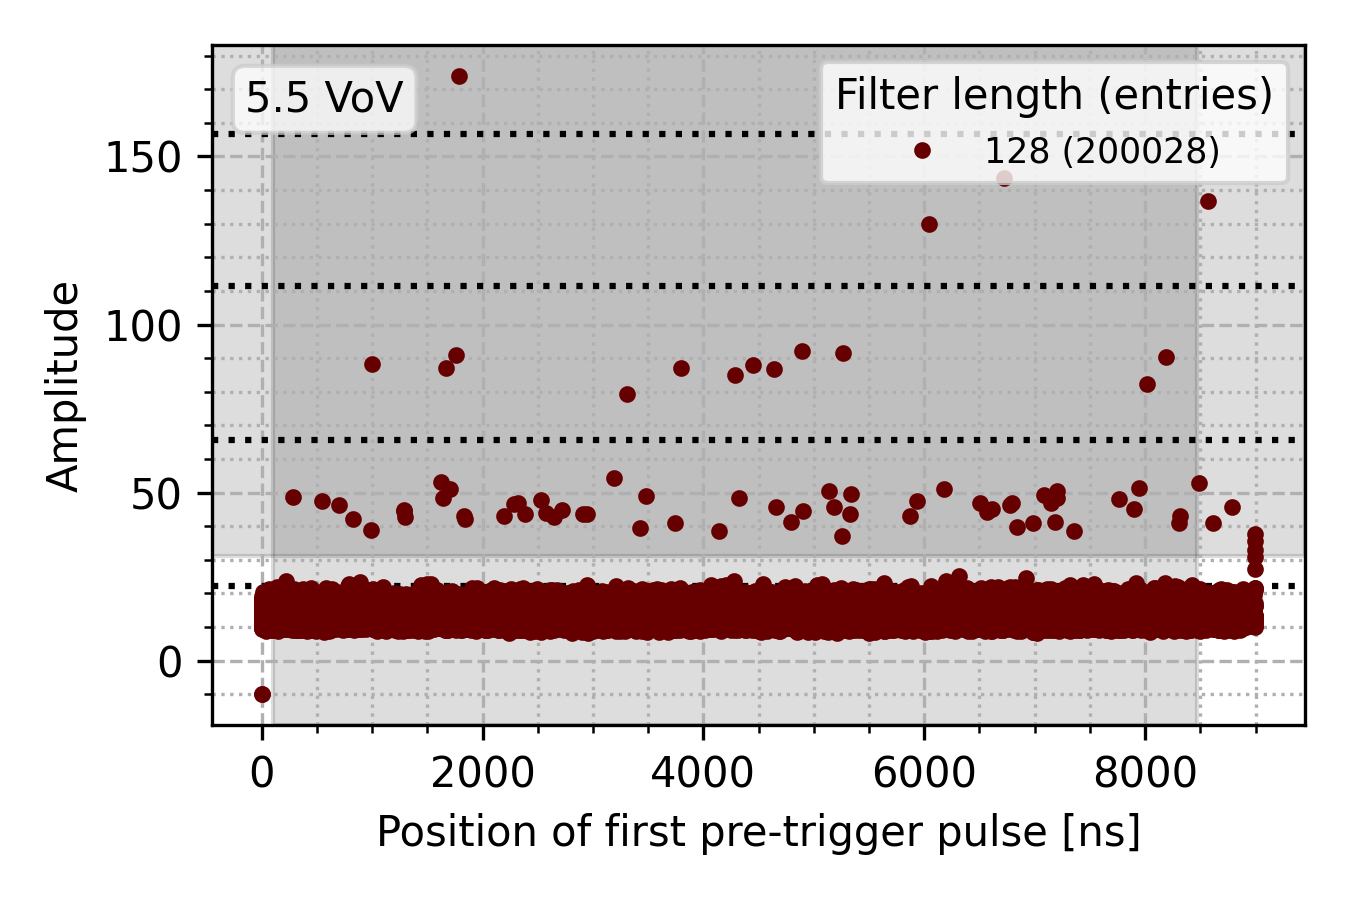 5.5 VoV
Filter length (entries)
128 (200028)
Amplitude
150
100
50
0
0 2000 4000 6000 8000
Position of first pre-trigger pulse [ns]